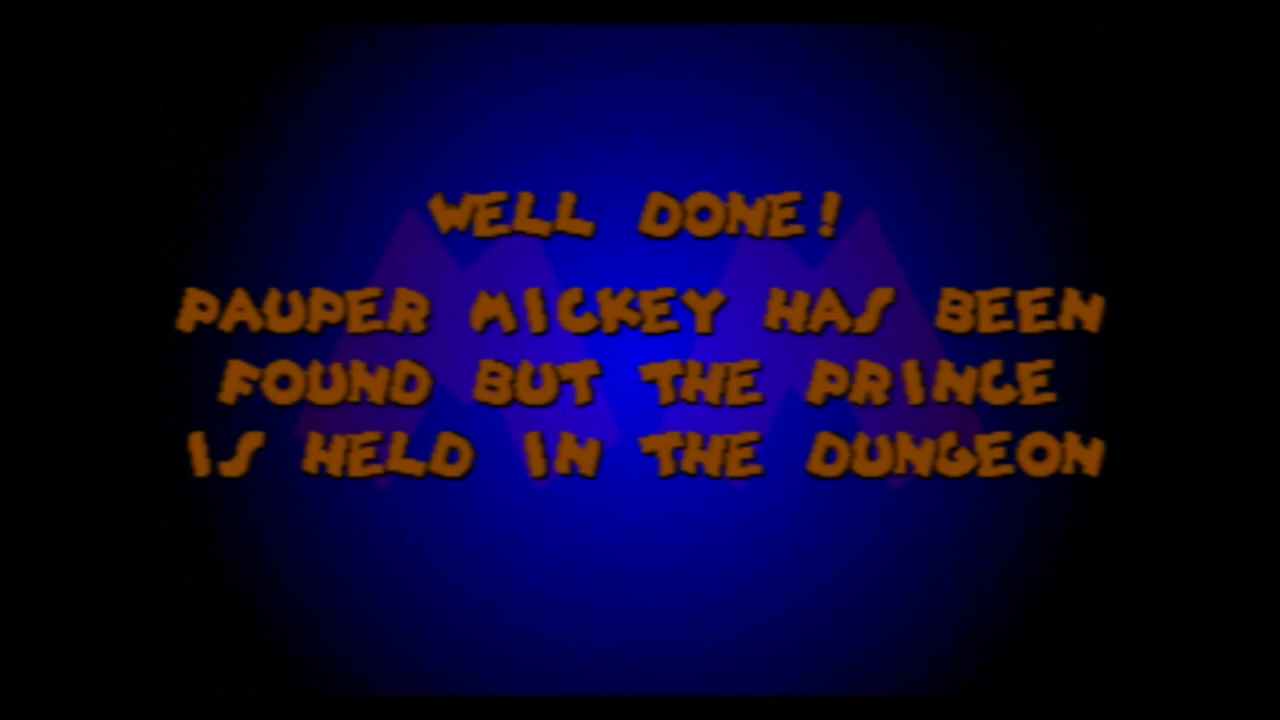 WELL DONE!
PAUPER MICKEY HAS BEEN
FOUND BUT THE PRINCE
IS HELD IN THE DUNGEON